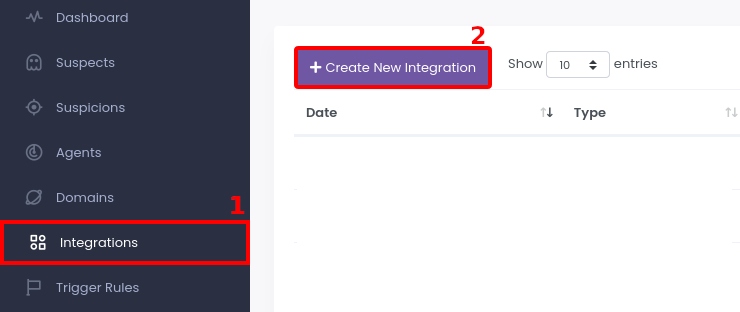 Dashboard
Suspects
Suspicions
Agents
Domains
1
Integrations
Trigger Rules
2
Create New Integration
Show 10 entries
Date Type